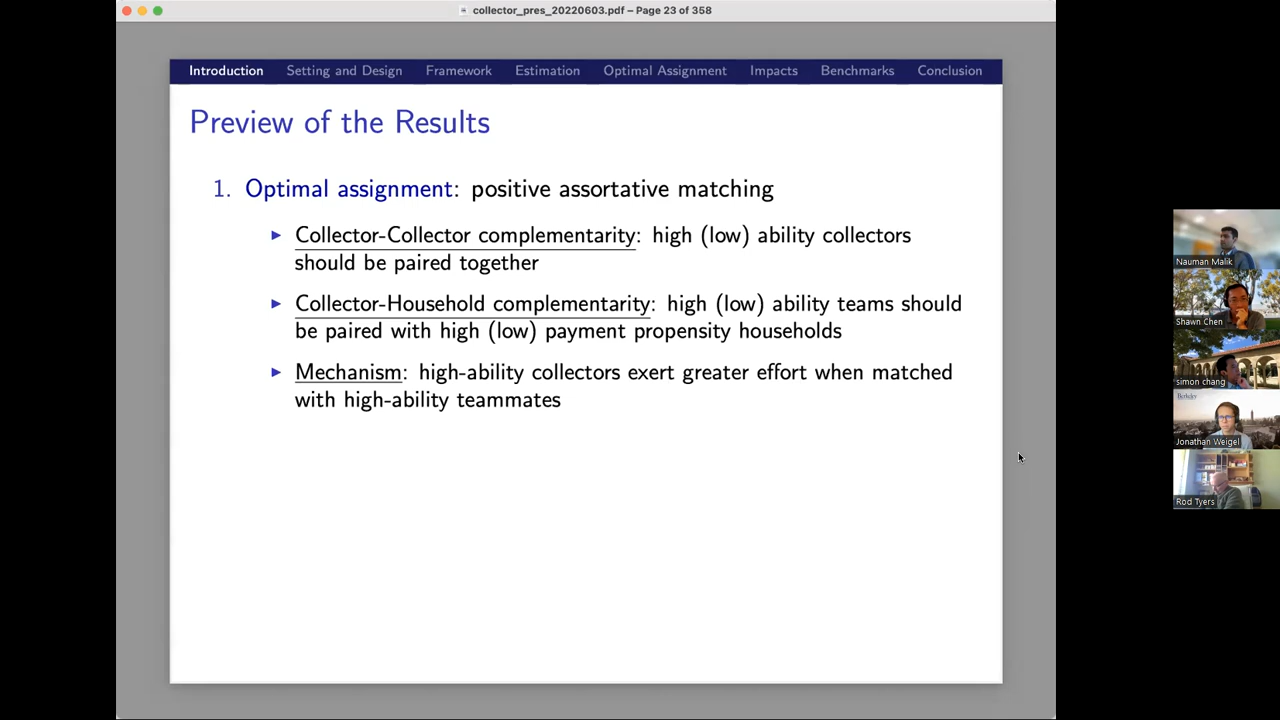 collector_pres_20220603.pdf – Page 23 of 358
Introduction Setting and Design Framework Estimation Optimal Assignment Impacts Benchmarks Conclusion
Preview of the Results
1. Optimal assignment: positive assortative matching
▶ Collector-Collector complementarity: high (low) ability collectors
should be paired together
▶ Collector-Household complementarity: high (low) ability teams should
be paired with high (low) payment propensity households
▶ Mechanism: high-ability collectors exert greater effort when matched
with high-ability teammates
Nauman Malik
Shawn Chen
simon chang
Berkeley
Jonathan Weigel
Rod Tyers